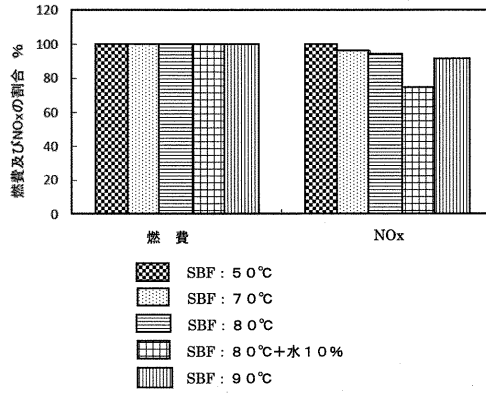 燃費及びNOxの割合 %
120
100
80
60
40
20
0
燃 費
NOx
SBF：５０℃
SBF：７０℃
SBF：８０℃
SBF：８０℃＋水１０％
SBF：９０℃